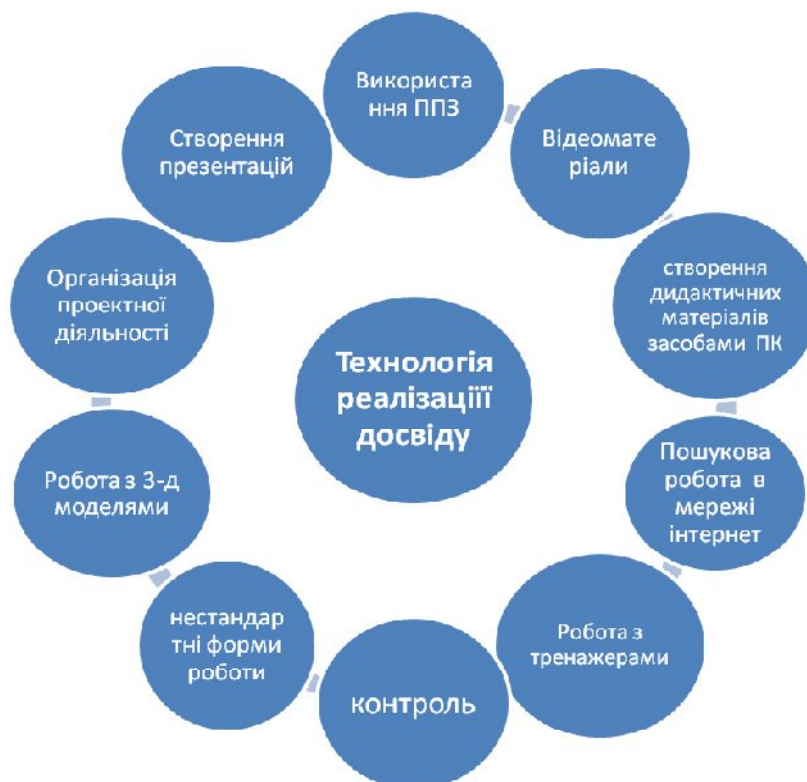 Використа
ння ППЗ
Відеомате
ріали
створення
дидактичних
матеріалів
засобами ПК
Пошукова
робота в
мережі
інтернет
Робота з
тренажерами
контроль
нестандар
тні форми
роботи
Робота з 3-д
моделями
Організація
проектної
діяльності
Створення
презентацій
Технологія
реалізаціїї
досвіду